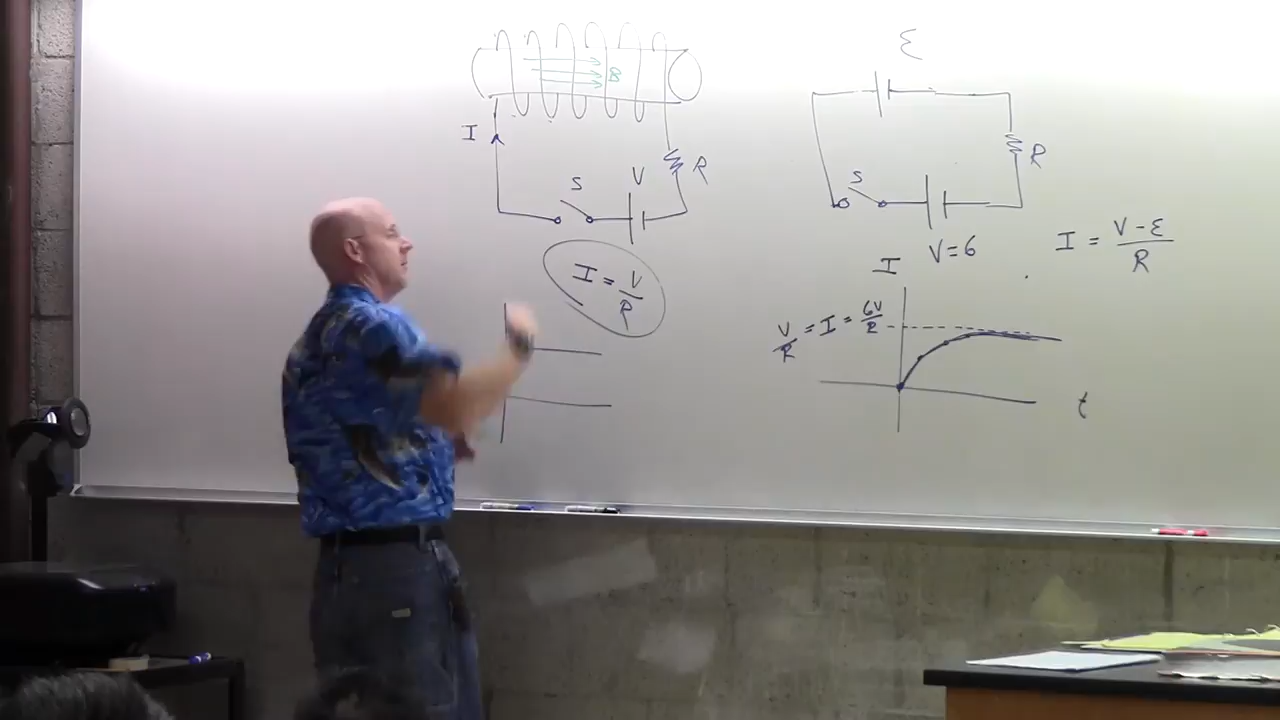 B
I
S
V
R
I = V/R
ε
S
R
V=6
I = V-ε/R
I
V/R = I = 6V/R
t